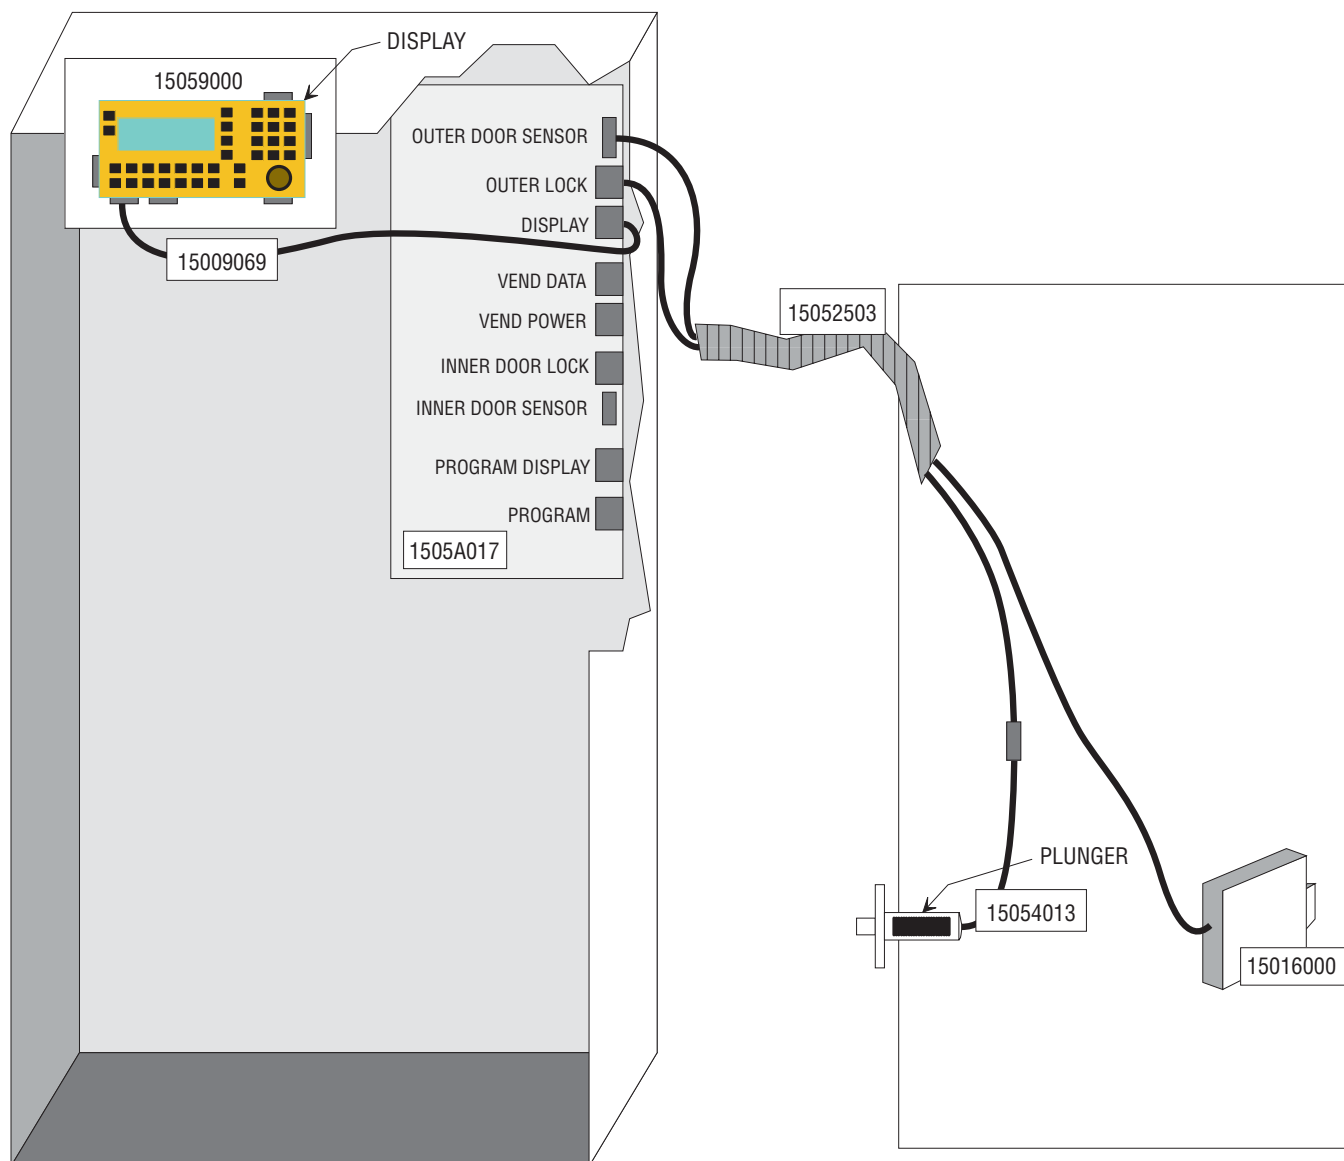 DISPLAY
15059000
OUTER DOOR SENSOR
OUTER LOCK
DISPLAY
15009069
VEND DATA
VEND POWER
INNER DOOR LOCK
INNER DOOR SENSOR
PROGRAM DISPLAY
PROGRAM
1505A017
15052503
PLUNGER
15054013
15016000